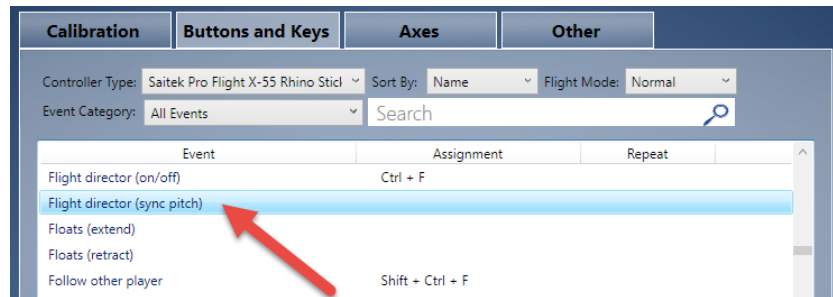 Calibration Buttons and Keys Axes Other
Controller Type: Saitek Pro Flight X-55 Rhino Stick Sort By: Name Flight Mode: Normal
Event Category: All Events Search
Event Assignment Repeat
Flight director (on/off) Ctrl + F
Flight director (sync pitch)
Floats (extend)
Floats (retract)
Follow other player Shift + Ctrl + F